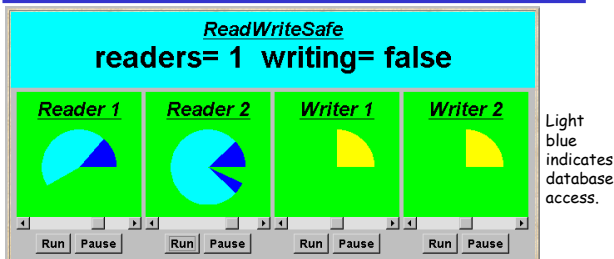 ReadWriteSafe
readers= 1 writing= false
Reader 1 Reader 2 Writer 1 Writer 2
Light
blue
indicates
database
access.
Run Pause Run Pause Run Pause Run Pause